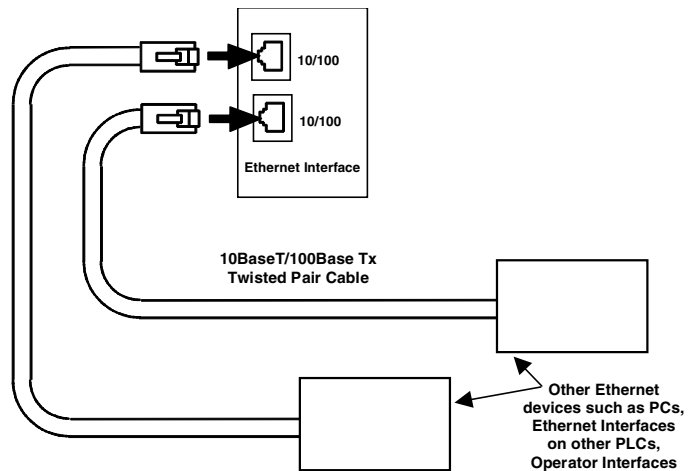 10/100
10/100
Ethernet Interface
10BaseT/100Base Tx
Twisted Pair Cable
Other Ethernet
devices such as PCs,
Ethernet Interfaces
on other PLCs,
Operator Interfaces